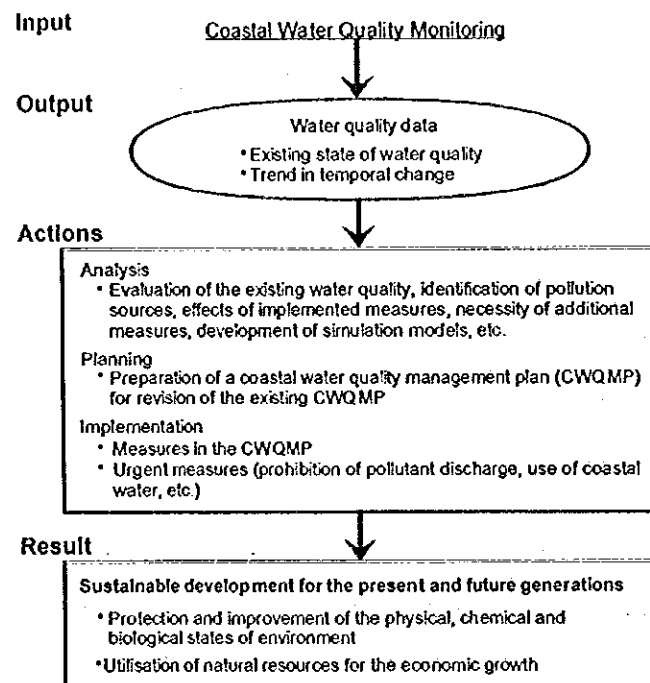 Input
Coastal Water Quality Monitoring
Output
Water quality data
• Existing state of water quality
• Trend in temporal change
Actions
Analysis
• Evaluation of the existing water quality, identification of pollution
sources, effects of implemented measures, necessity of additional
measures, development of simulation models, etc.
Planning
• Preparation of a coastal water quality management plan (CWQMP)
for revision of the existing CWQMP
Implementation
• Measures in the CWQMP
• Urgent measures (prohibition of pollutant discharge, use of coastal
water, etc.)
Result
Sustainable development for the present and future generations
• Protection and improvement of the physical, chemical and
biological states of environment
•Utilisation of natural resources for the economic growth